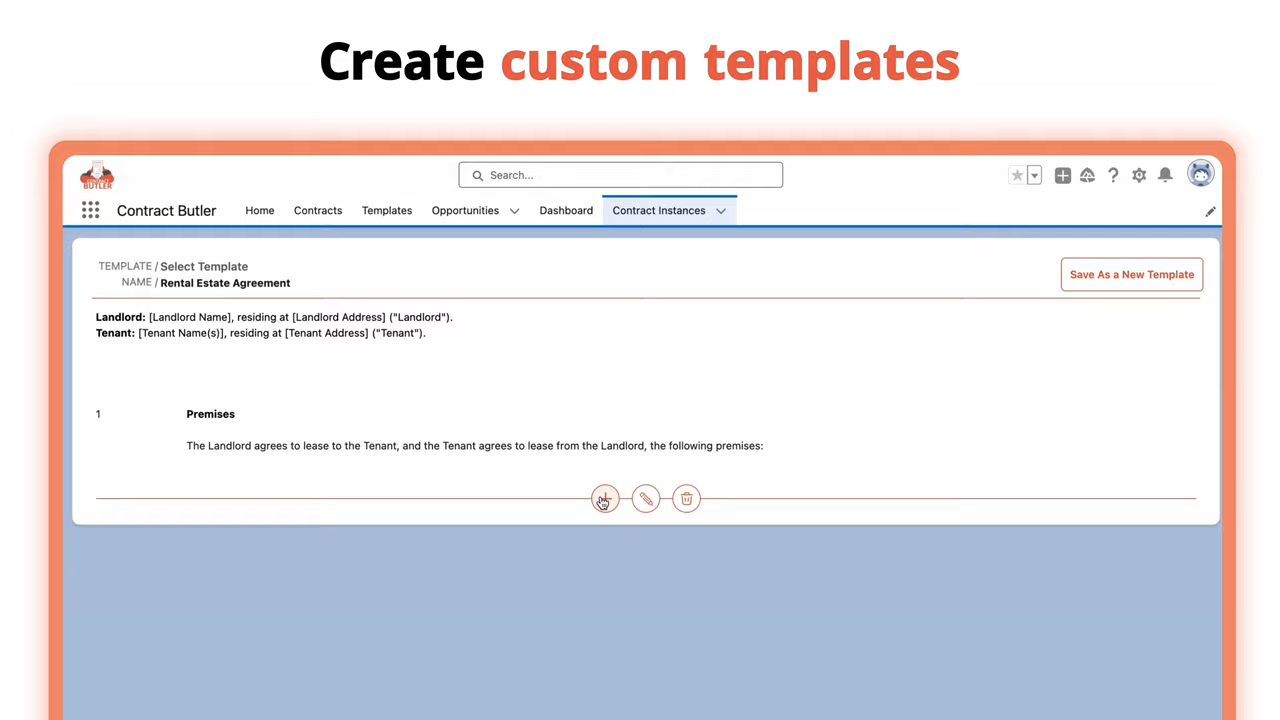 Create custom templates
CONTRACT
BUTLER
Search...
Contract Butler
Home
Contracts
Templates
Opportunities
Dashboard
Contract Instances
TEMPLATE / Select Template
NAME / Rental Estate Agreement
Save As a New Template
Landlord: [Landlord Name], residing at [Landlord Address] ("Landlord").
Tenant: [Tenant Name(s)], residing at [Tenant Address] ("Tenant").
1
Premises
The Landlord agrees to lease to the Tenant, and the Tenant agrees to lease from the Landlord, the following premises: